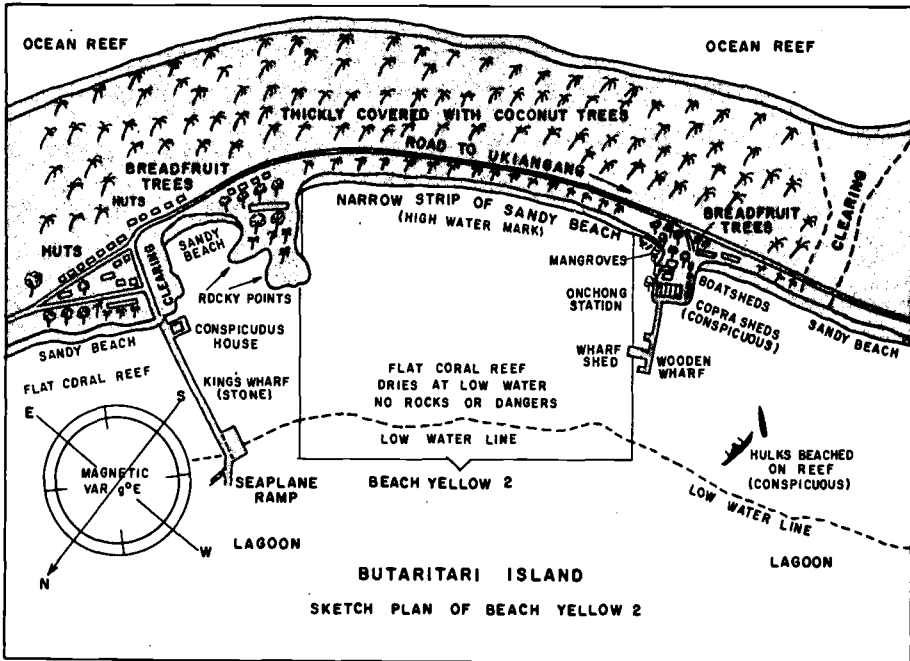 OCEAN REEF
OCEAN REEF
THICKLY COVERED WITH COCONUT TREES
ROAD TO UKIANGANG
BREADFRUIT
TREES
HUTS
HUTS
CLEARING
SANDY
BEACH
ROCKY POINTS
NARROW STRIP OF SANDY BEACH
(HIGH WATER MARK)
BREADFRUIT
TREES
CLEARING
MANGROVES
ONCHONG
STATION
BOATSHEDS
COPRA SHEDS
(CONSPICUOUS)
SANDY BEACH
SANDY BEACH
CONSPICUDUS
HOUSE
FLAT CORAL REEF
KING'S WHARF
(STONE)
WHARF
SHED
WOODEN
WHARF
FLAT CORAL REEF
DRIES AT LOW WATER
NO ROCKS OR DANGERS
LOW WATER LINE
E
S
MAGNETIC
VAR 9°E
W
N
SEAPLANE
RAMP
BEACH YELLOW 2
HULKS BEACHED
ON REEF
(CONSPICUOUS)
LOW WATER LINE
LAGOON
LAGOON
BUTARITARI ISLAND
SKETCH PLAN OF BEACH YELLOW 2